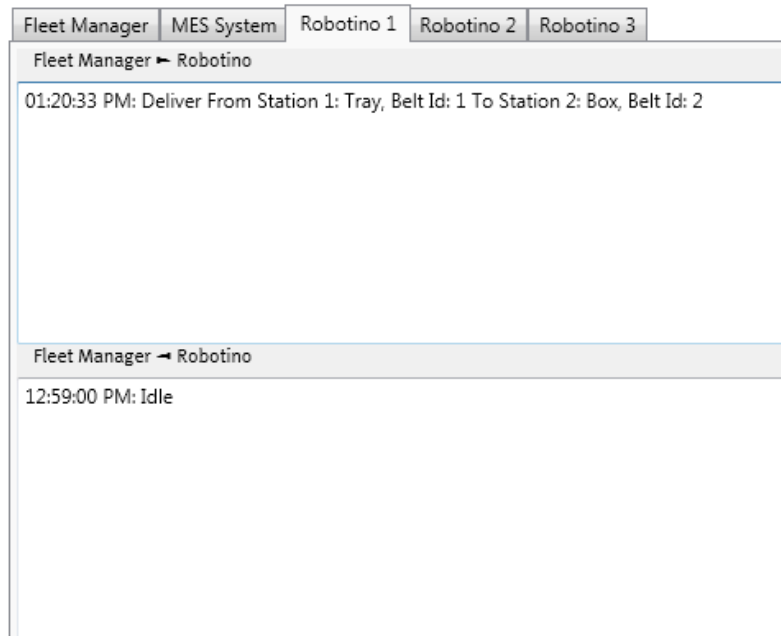 Fleet Manager MES System Robotino 1 Robotino 2 Robotino 3
Fleet Manager ► Robotino
01:20:33 PM: Deliver From Station 1: Tray, Belt Id: 1 To Station 2: Box, Belt Id: 2
Fleet Manager ◄ Robotino
12:59:00 PM: Idle